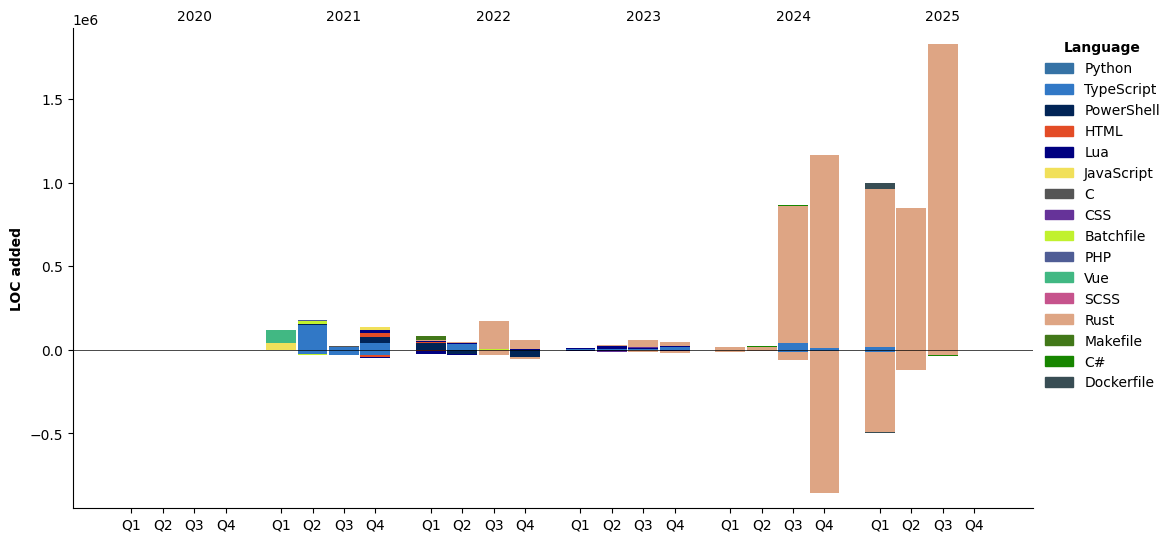 1e6
2020 2021 2022 2023 2024 2025
LOC added
1.5
1.0
0.5
0.0
−0.5
Q1 Q2 Q3 Q4 Q1 Q2 Q3 Q4 Q1 Q2 Q3 Q4 Q1 Q2 Q3 Q4 Q1 Q2 Q3 Q4 Q1 Q2 Q3 Q4
Language
Python
TypeScript
PowerShell
HTML
Lua
JavaScript
C
CSS
Batchfile
PHP
Vue
SCSS
Rust
Makefile
C#
Dockerfile